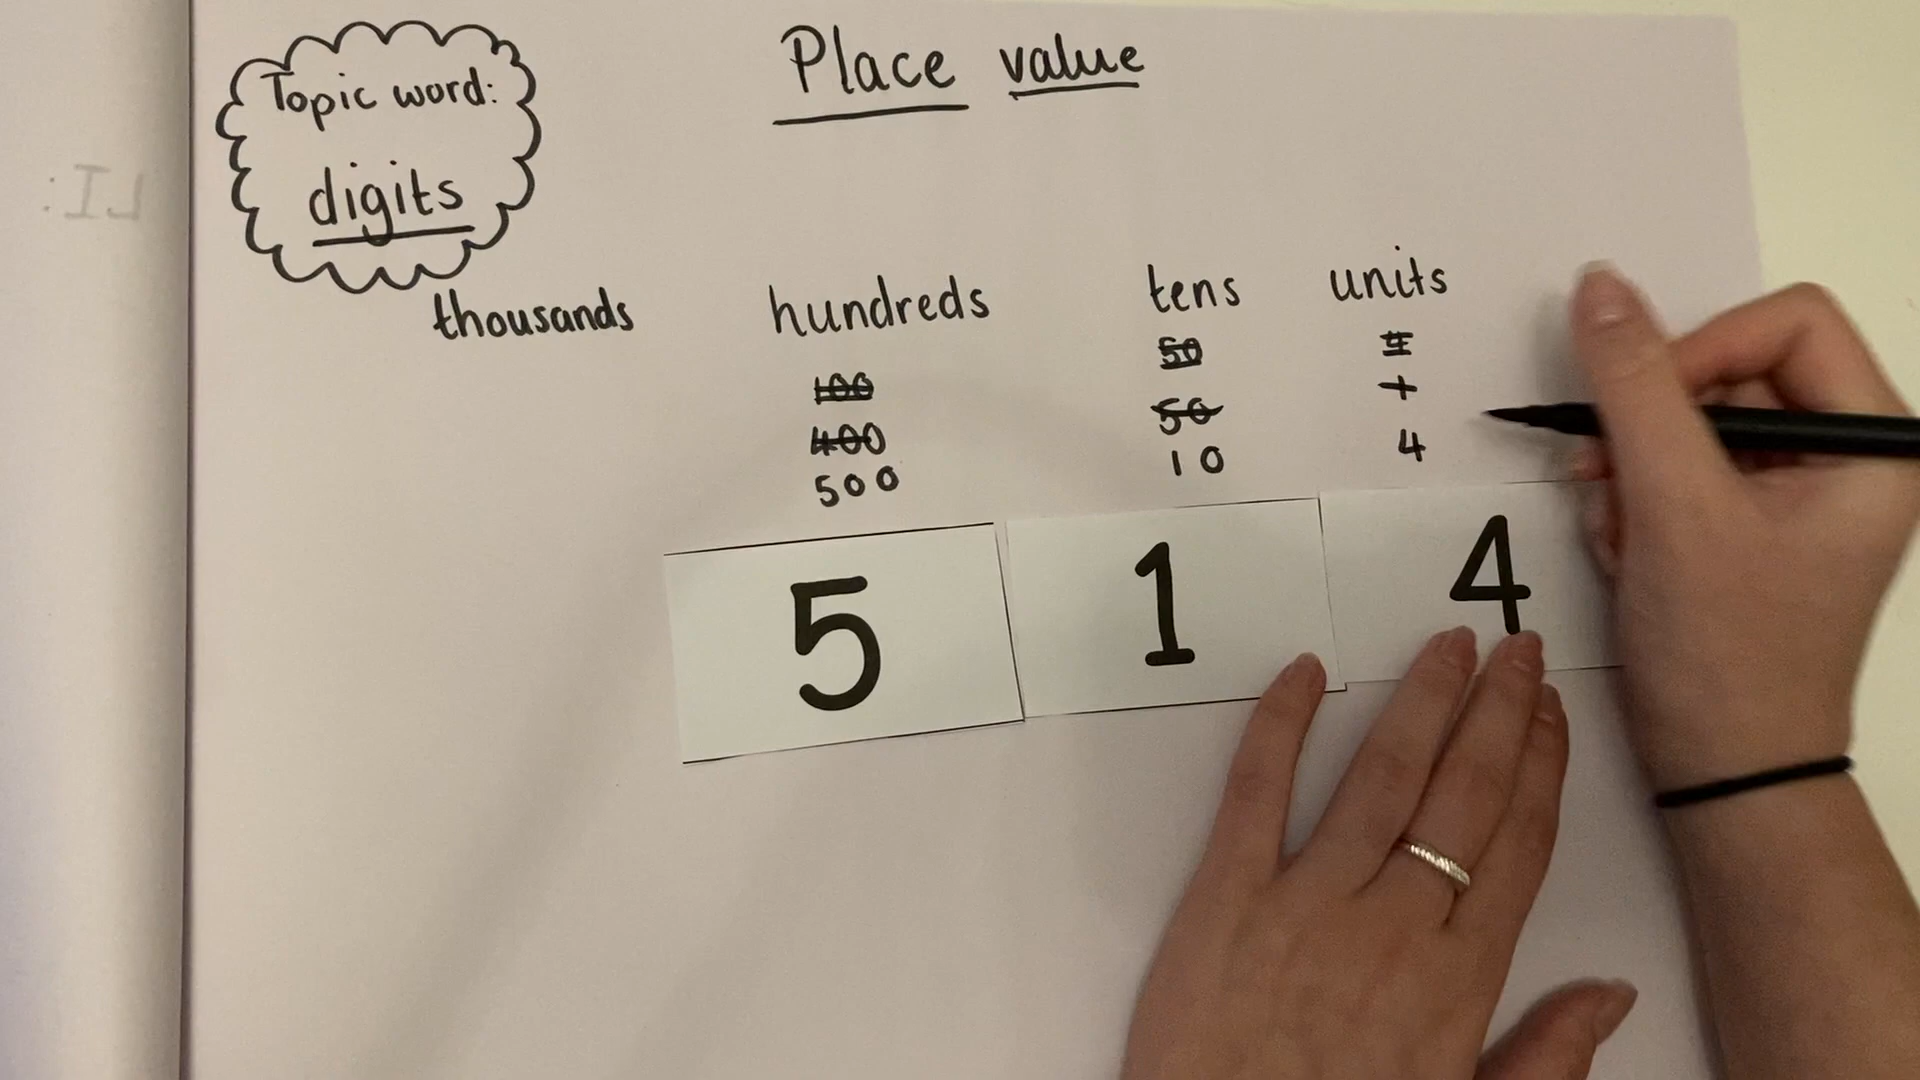 Topic word:
digits
Place value
thousands hundreds tens units
100 50
400 50
500 10 4
5 1 4